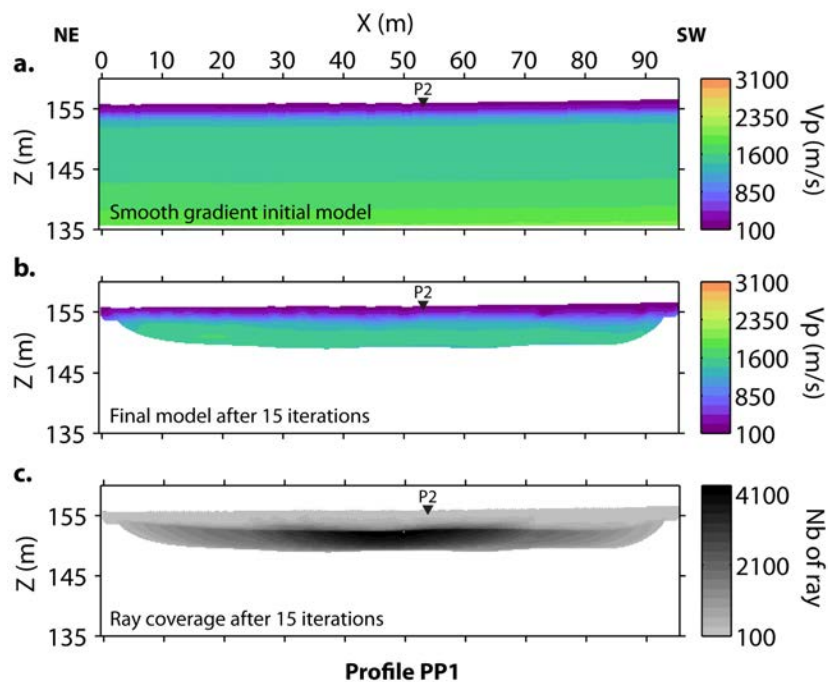 X (m)
NE
SW
0 10 20 30 40 50 60 70 80 90
a.
P2
155
145
135
Z (m)
Smooth gradient initial model
3100
2350
1600
850
100
Vp (m/s)
b.
P2
155
145
135
Z (m)
Final model after 15 iterations
3100
2350
1600
850
100
Vp (m/s)
c.
P2
155
145
135
Z (m)
Ray coverage after 15 iterations
4100
2100
100
Nb of ray
Profile PP1